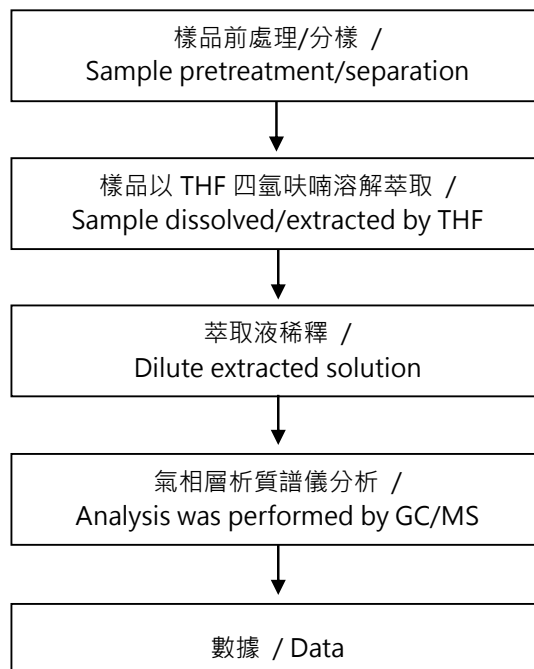 樣品前處理/分樣 /
Sample pretreatment/separation
樣品以 THF 四氫呋喃溶解萃取 /
Sample dissolved/extracted by THF
萃取液稀釋 /
Dilute extracted solution
氣相層析質譜儀分析 /
Analysis was performed by GC/MS
數據 / Data